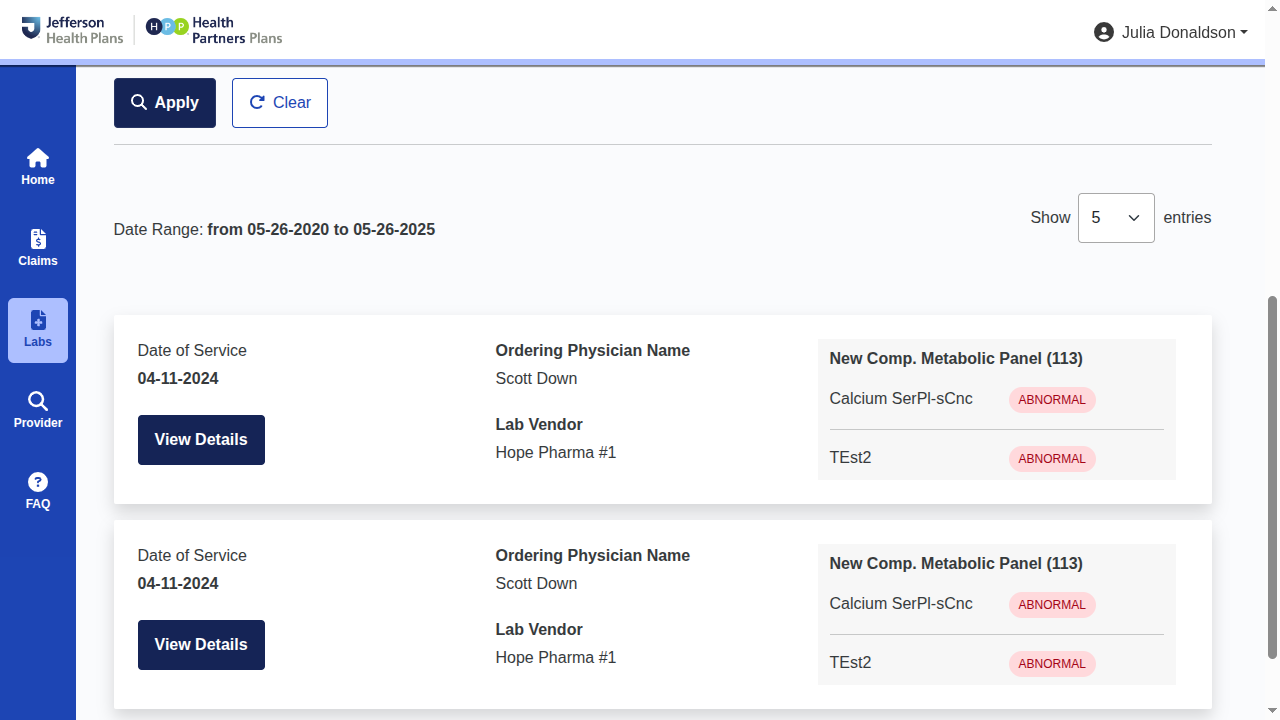 Jefferson
Health Plans
H P P
Health
Partners Plans
Julia Donaldson
Apply
Clear
Home
Claims
Labs
Provider
FAQ
Date Range: from 05-26-2020 to 05-26-2025
Show 5 entries
Date of Service
04-11-2024
View Details
Ordering Physician Name
Scott Down
Lab Vendor
Hope Pharma #1
New Comp. Metabolic Panel (113)
Calcium SerPl-sCnc ABNORMAL
TEst2 ABNORMAL
Date of Service
04-11-2024
View Details
Ordering Physician Name
Scott Down
Lab Vendor
Hope Pharma #1
New Comp. Metabolic Panel (113)
Calcium SerPl-sCnc ABNORMAL
TEst2 ABNORMAL